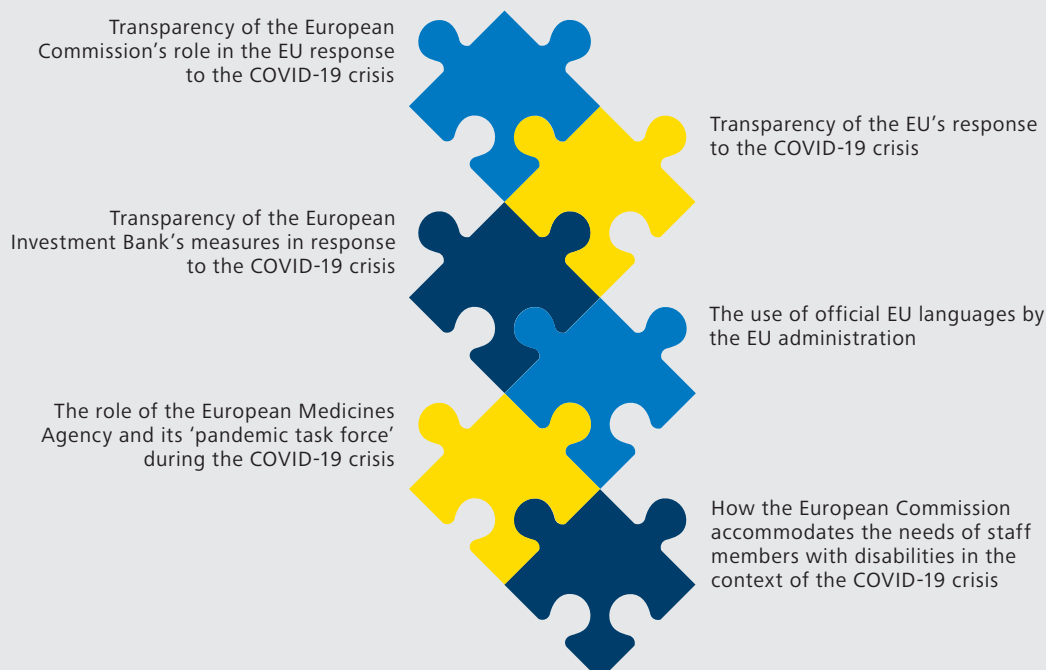 Transparency of the European
Commission’s role in the EU response
to the COVID-19 crisis
Transparency of the EU’s response
to the COVID-19 crisis
Transparency of the European
Investment Bank’s measures in response
to the COVID-19 crisis
The use of official EU languages by
the EU administration
The role of the European Medicines
Agency and its ‘pandemic task force’
during the COVID-19 crisis
How the European Commission
accommodates the needs of staff
members with disabilities in the
context of the COVID-19 crisis